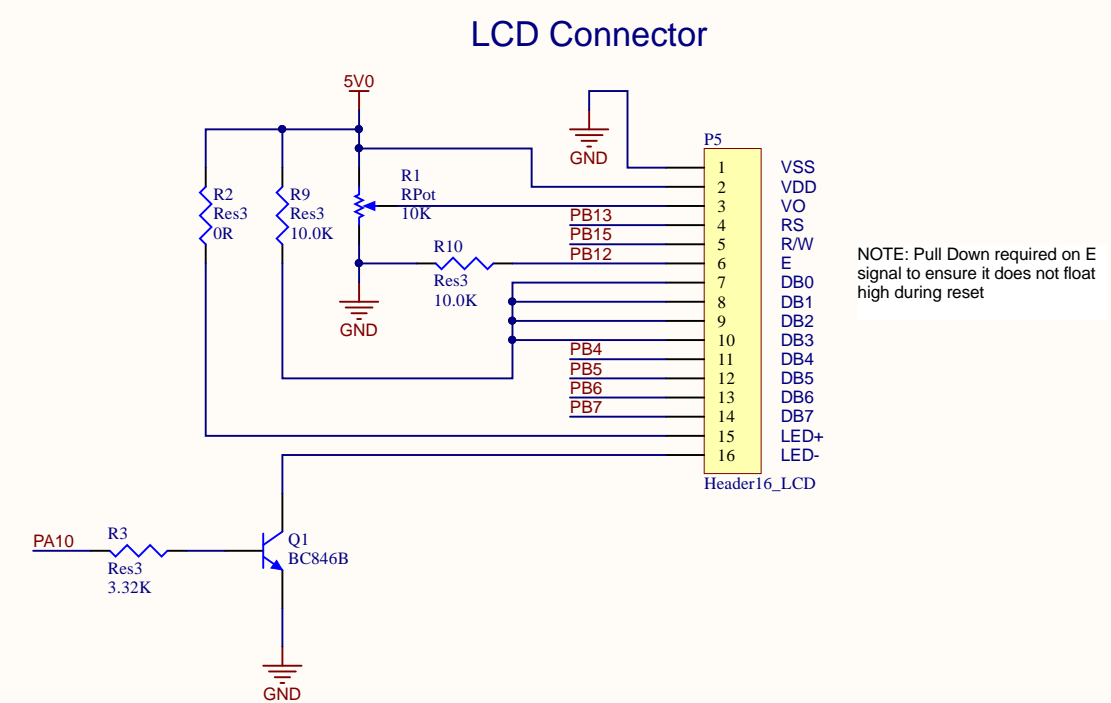 LCD Connector
5V0
GND
P5
R2
Res3
0R
R9
Res3
10.0K
R1
RPot
10K
R10
Res3
10.0K
GND
PB13
PB15
PB12
PB4
PB5
PB6
PB7
1 VSS
2 VDD
3 VO
4 RS
5 R/W
6 E
7 DB0
8 DB1
9 DB2
10 DB3
11 DB4
12 DB5
13 DB6
14 DB7
15 LED+
16 LED-
Header16_LCD
NOTE: Pull Down required on E
signal to ensure it does not float
high during reset
PA10
R3
Res3
3.32K
Q1
BC846B
GND